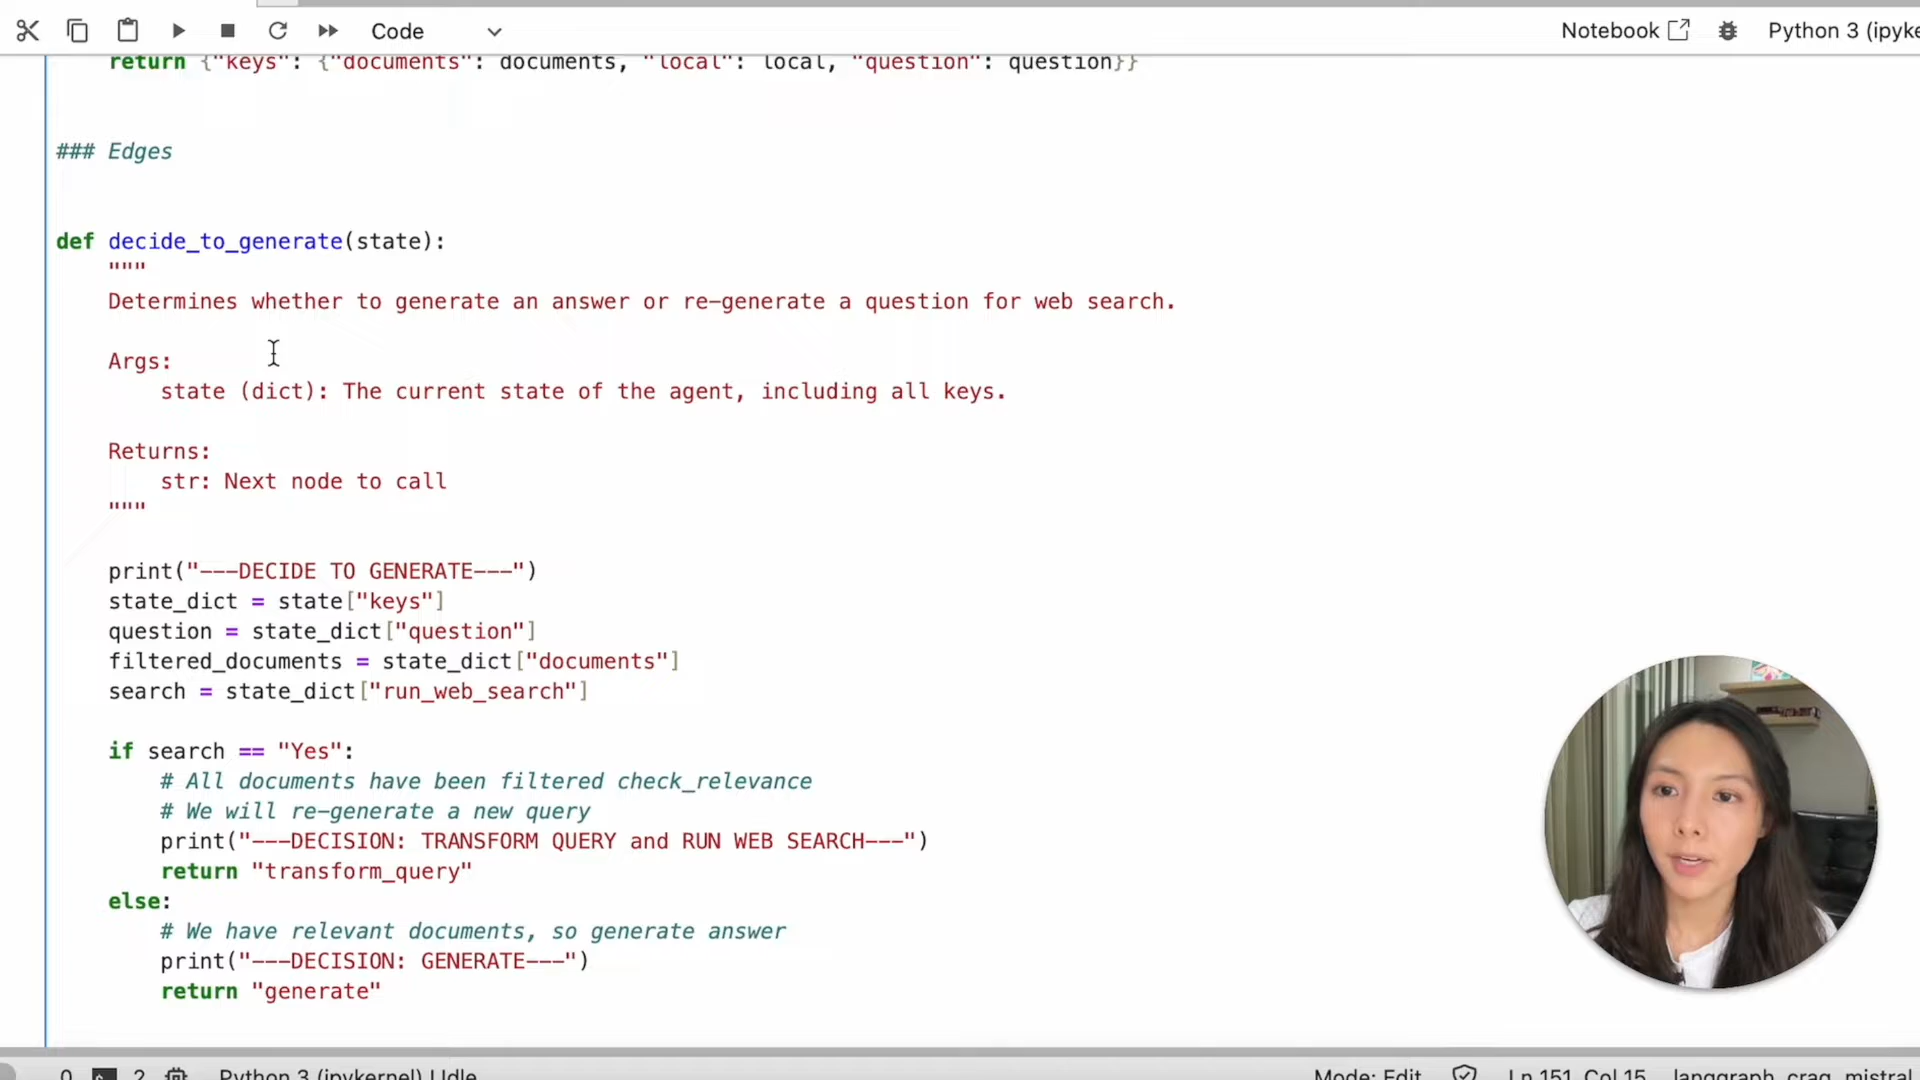 Code
Notebook
Python 3 (ipyke
return {"keys": {"documents": documents, "local": local, "question": question}}
### Edges
def decide_to_generate(state):
"""
Determines whether to generate an answer or re-generate a question for web search.
Args:
state (dict): The current state of the agent, including all keys.
Returns:
str: Next node to call
"""
print("---DECIDE TO GENERATE---")
state_dict = state["keys"]
question = state_dict["question"]
filtered_documents = state_dict["documents"]
search = state_dict["run_web_search"]
if search == "Yes":
# All documents have been filtered check_relevance
# We will re-generate a new query
print("---DECISION: TRANSFORM QUERY and RUN WEB SEARCH---")
return "transform_query"
else:
# We have relevant documents, so generate answer
print("---DECISION: GENERATE---")
return "generate"
0 2 Python 3 (ipykernel) | Idle
Mode: Edit Ln 151, Col 15 langgraph_crag_mistral